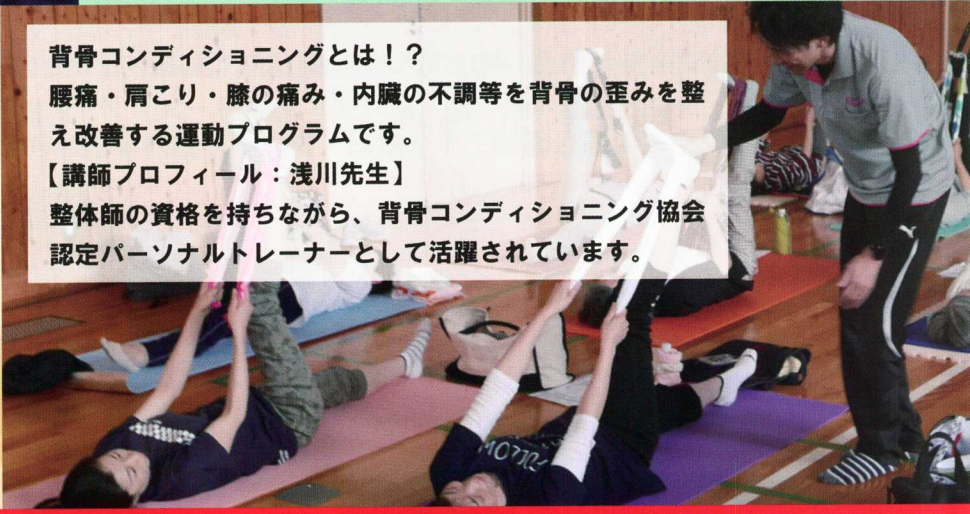 背骨コンディショニングとは！？
腰痛・肩こり・膝の痛み・内臓の不調等を背骨の歪みを整
え改善する運動プログラムです。
【講師プロフィール：浅川先生】
整体師の資格を持ちながら、背骨コンディショニング協会
認定パーソナルトレーナーとして活躍されています。
FOLLOW